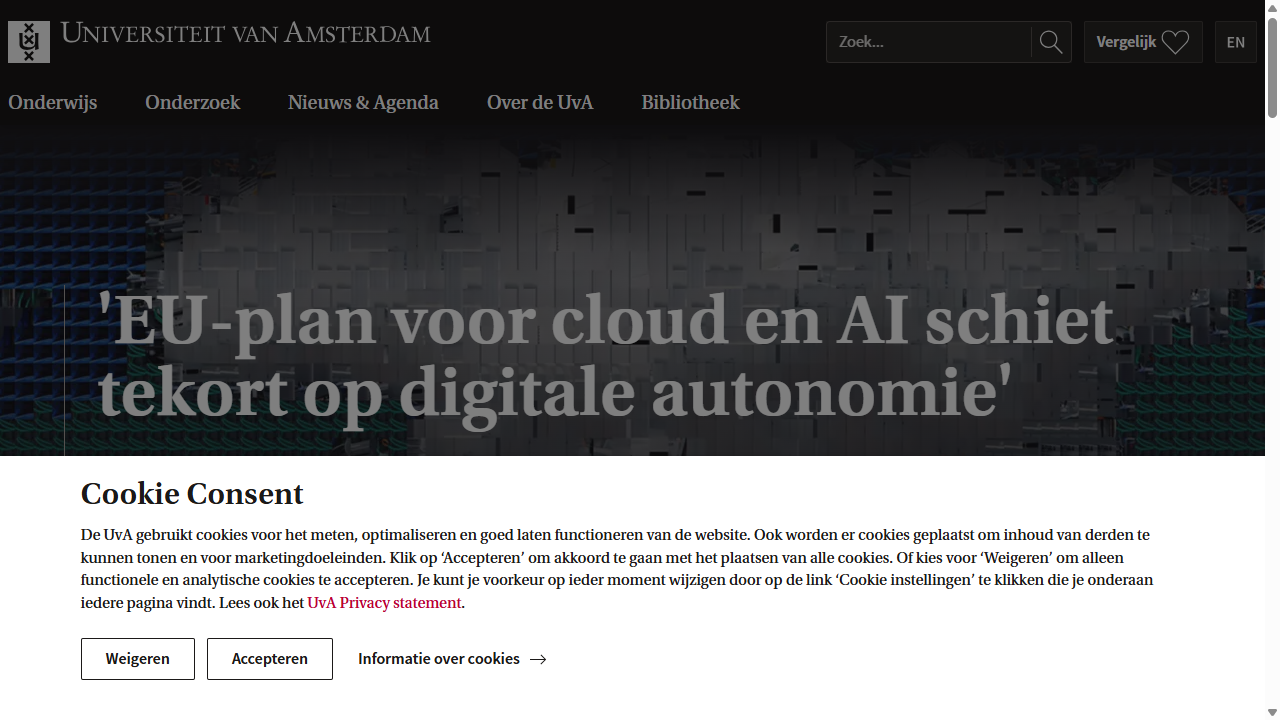 UNIVERSITEIT VAN AMSTERDAM
Zoek...
Vergelijk
EN
Onderwijs
Onderzoek
Nieuws & Agenda
Over de UvA
Bibliotheek
'EU-plan voor cloud en AI schiet
tekort op digitale autonomie'
Cookie Consent
De UvA gebruikt cookies voor het meten, optimaliseren en goed laten functioneren van de website. Ook worden er cookies geplaatst om inhoud van derden te
kunnen tonen en voor marketingdoeleinden. Klik op ‘Accepteren’ om akkoord te gaan met het plaatsen van alle cookies. Of kies voor ‘Weigeren’ om alleen
functionele en analytische cookies te accepteren. Je kunt je voorkeur op ieder moment wijzigen door op de link ‘Cookie instellingen’ te klikken die je onderaan
iedere pagina vindt. Lees ook het UvA Privacy statement.
Weigeren
Accepteren
Informatie over cookies